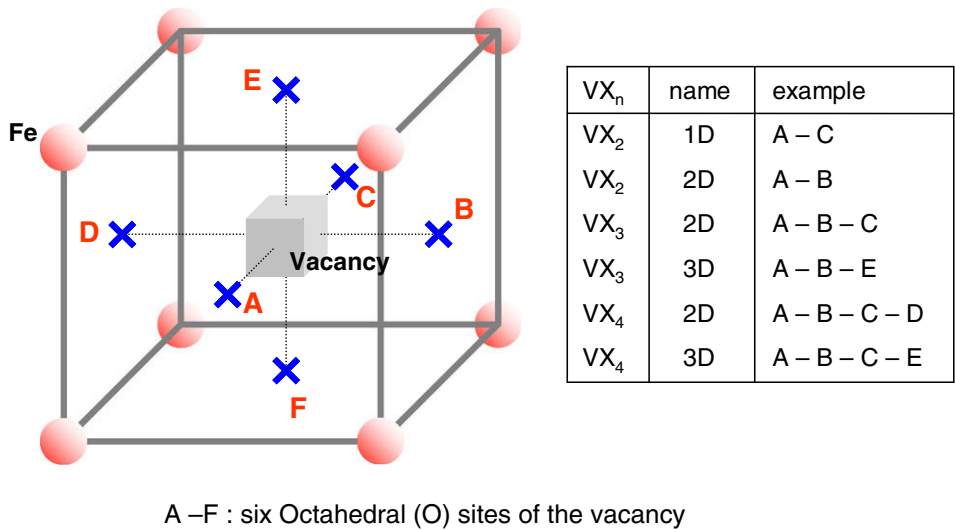 E
Fe
C
B
D
Vacancy
A
F
VXn name example
VX2 1D A – C
VX2 2D A – B
VX3 2D A – B – C
VX3 3D A – B – E
VX4 2D A – B – C – D
VX4 3D A – B – C – E
A –F : six Octahedral (O) sites of the vacancy